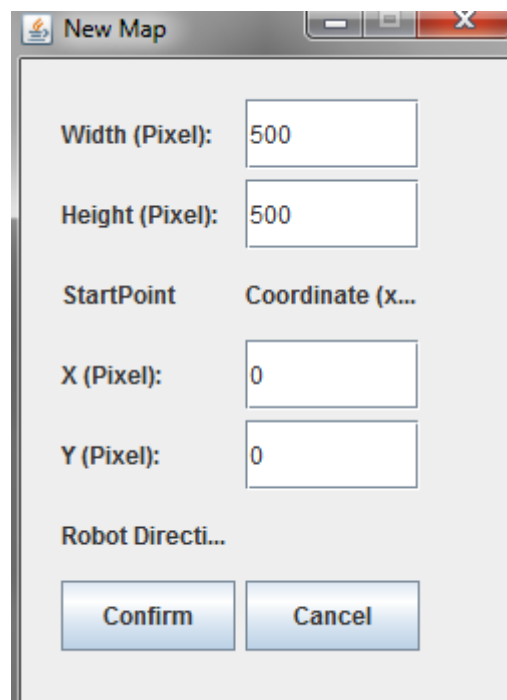 New Map
Width (Pixel): 500
Height (Pixel): 500
StartPoint Coordinate (x...
X (Pixel): 0
Y (Pixel): 0
Robot Directi...
Confirm Cancel